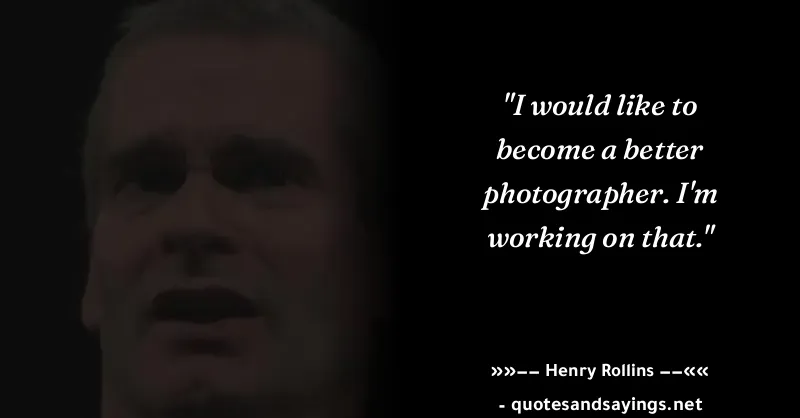 "I would like to
become a better
photographer. I'm
working on that."
»»−− Henry Rollins −−««
- quotesandsayings.net